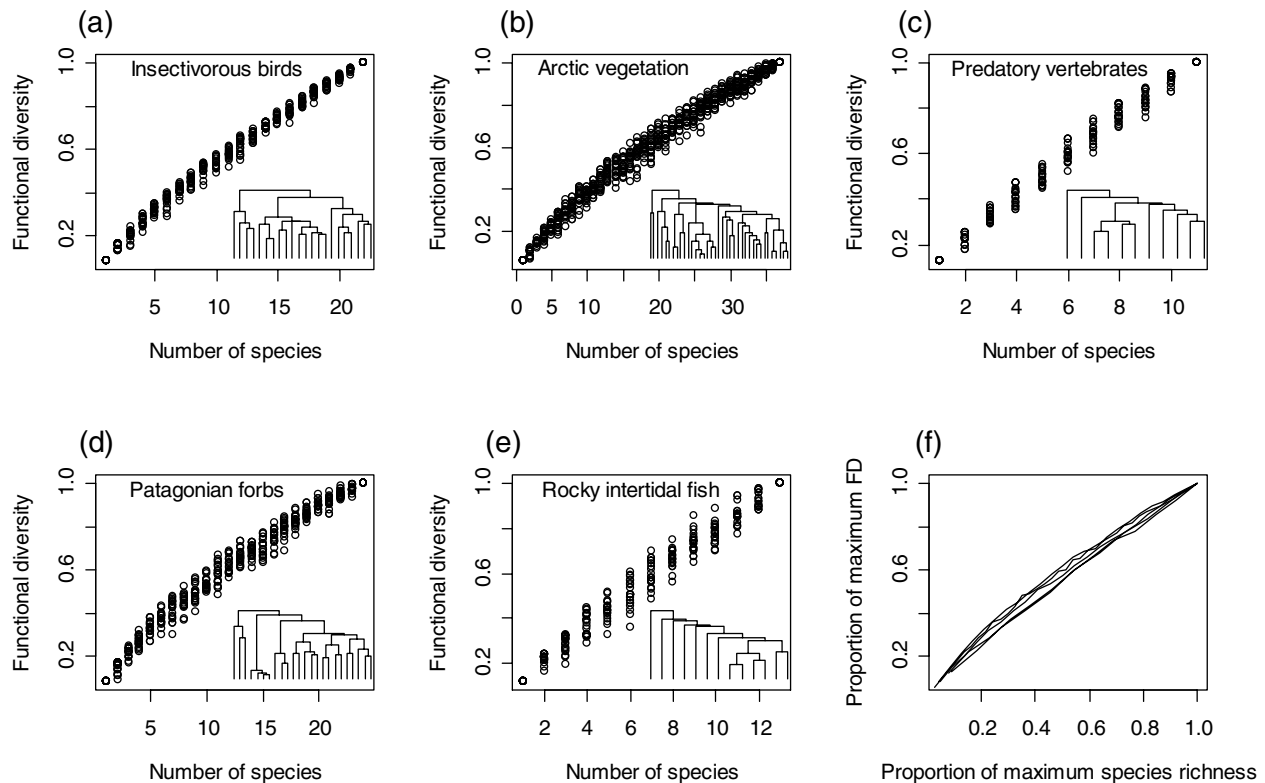 (a)
Insectivorous birds
Functional diversity
1.0
0.6
0.2
5 10 15 20
Number of species
(b)
Arctic vegetation
Functional diversity
1.0
0.6
0.2
0 5 10 20 30
Number of species
(c)
Predatory vertebrates
Functional diversity
1.0
0.6
0.2
2 4 6 8 10
Number of species
(d)
Patagonian forbs
Functional diversity
1.0
0.6
0.2
5 10 15 20
Number of species
(e)
Rocky intertidal fish
Functional diversity
1.0
0.6
0.2
2 4 6 8 10 12
Number of species
(f)
Proportion of maximum FD
1.0
0.6
0.2
0.2 0.4 0.6 0.8 1.0
Proportion of maximum species richness